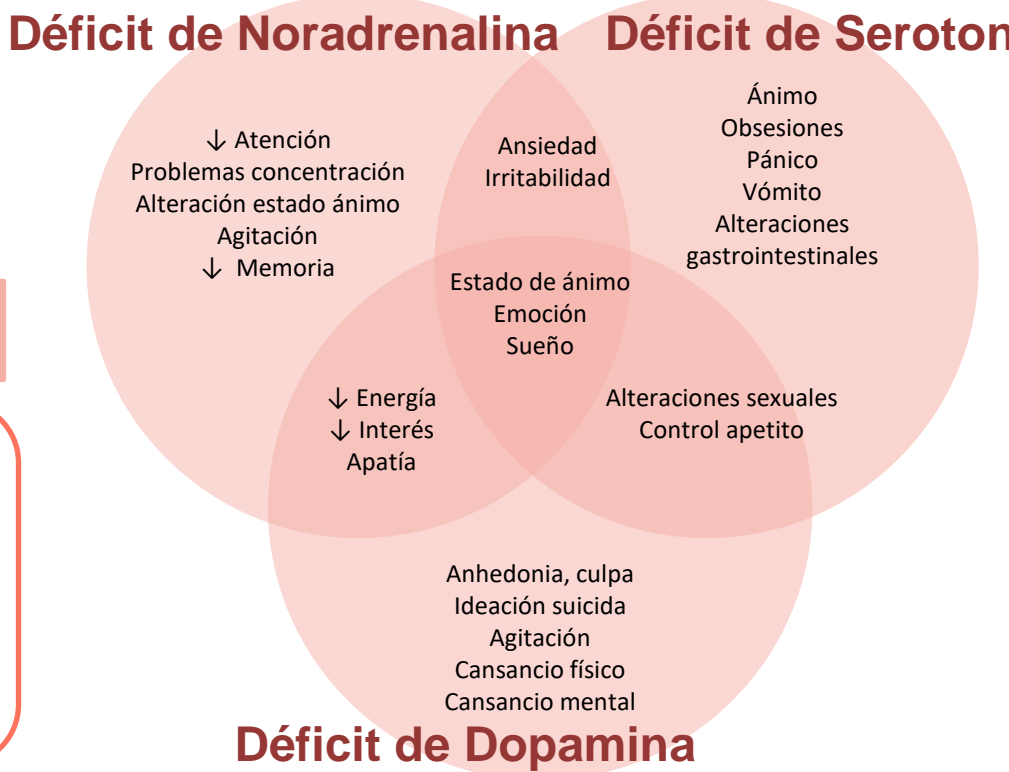 Déficit de Noradrenalina
Déficit de Seroton
↓ Atención
Problemas concentración
Alteración estado ánimo
Agitación
↓ Memoria
Ansiedad
Irritabilidad
Ánimo
Obsesiones
Pánico
Vómito
Alteraciones
gastrointestinales
Estado de ánimo
Emoción
Sueño
↓ Energía
↓ Interés
Apatía
Alteraciones sexuales
Control apetito
Anhedonia, culpa
Ideación suicida
Agitación
Cansancio físico
Cansancio mental
Déficit de Dopamina